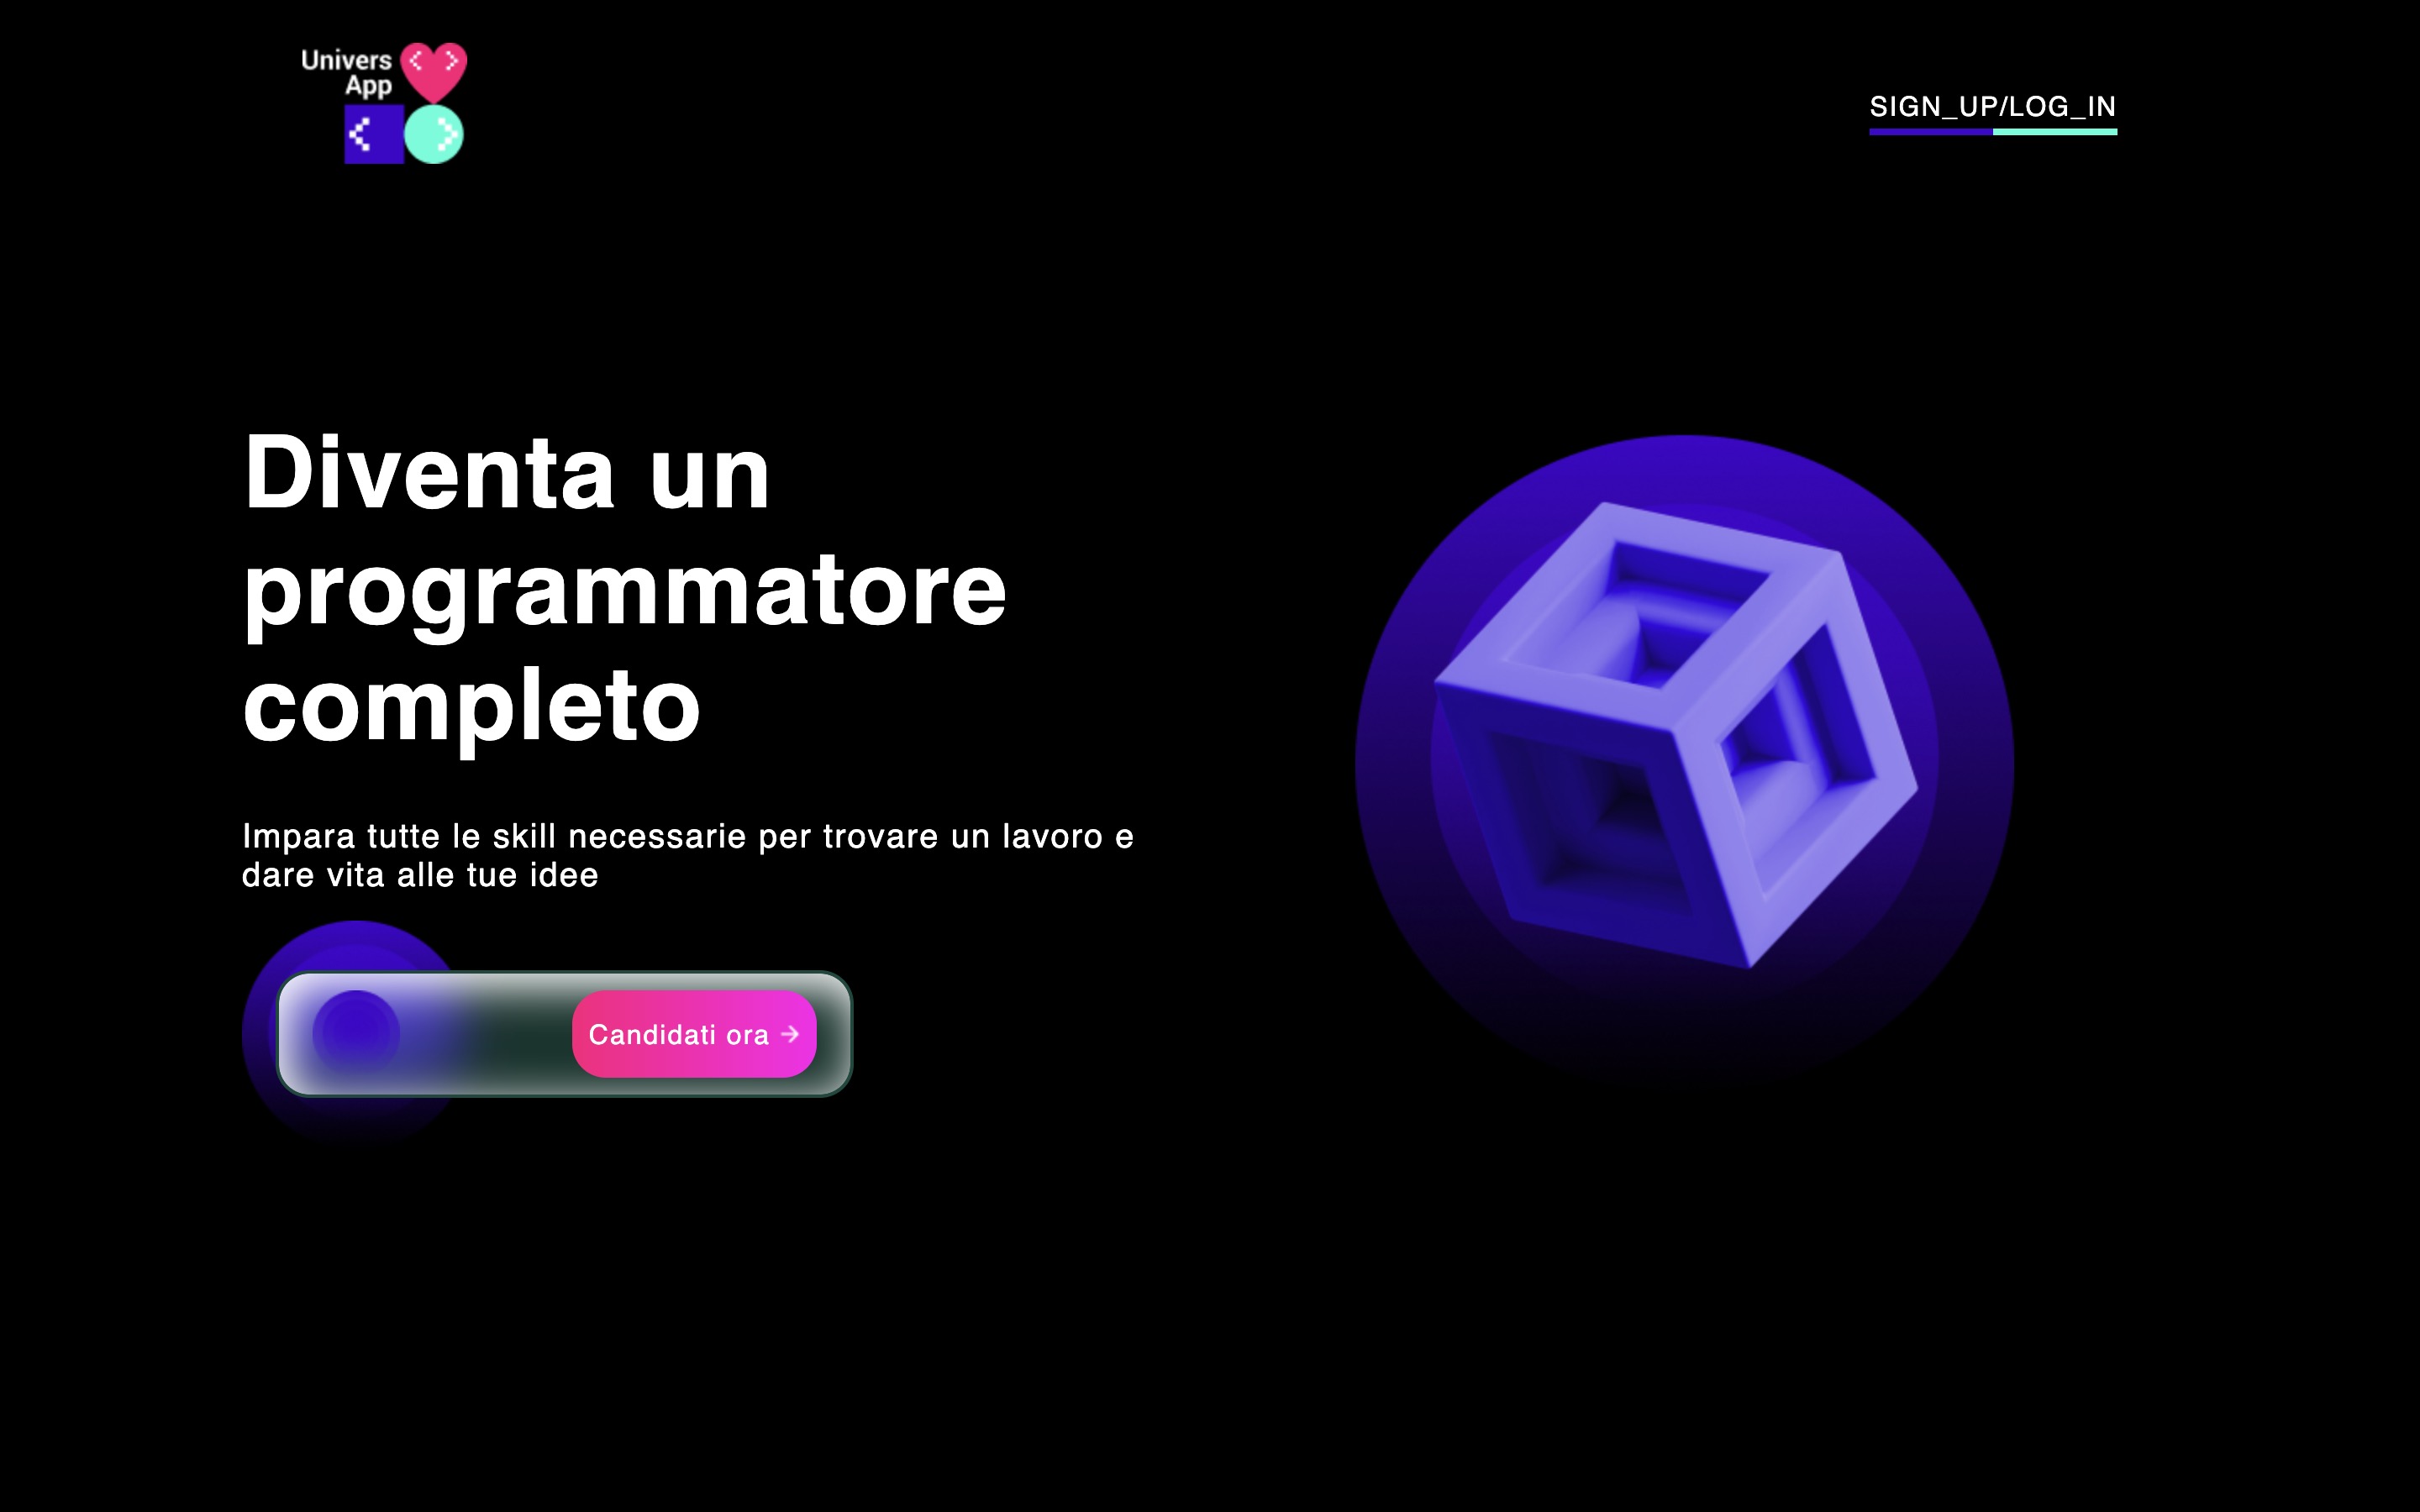 Univers
App
SIGN_UP/LOG_IN
Diventa un
programmatore
completo
Impara tutte le skill necessarie per trovare un lavoro e
dare vita alle tue idee
Candidati ora →